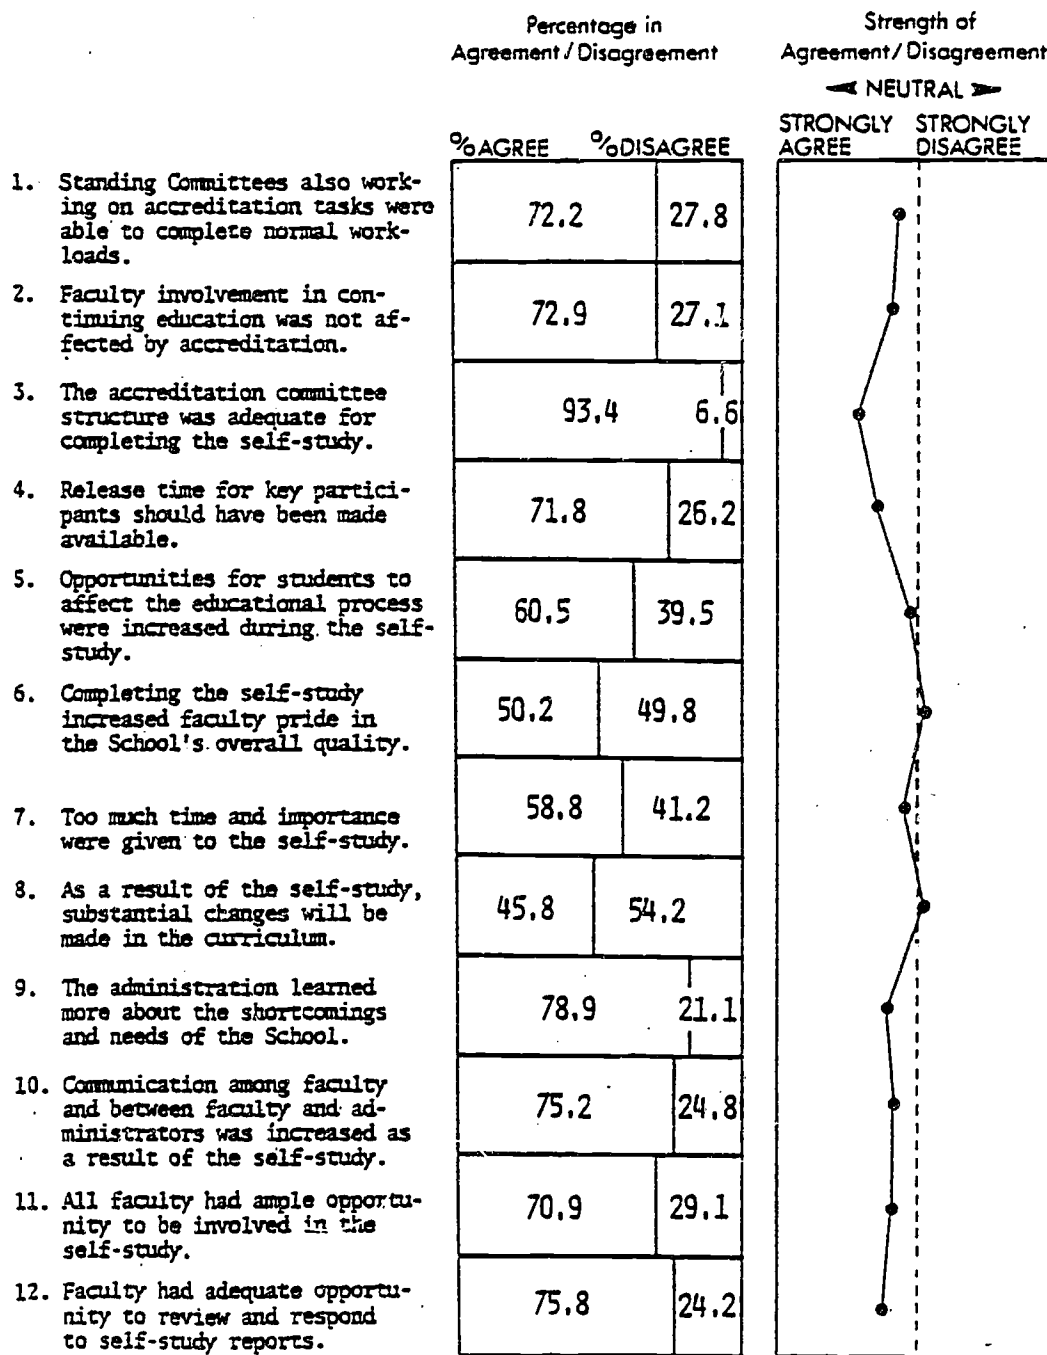 Percentage in
Agreement / Disagreement
Strength of
Agreement / Disagreement
NEUTRAL
% AGREE % DISAGREE
STRONGLY AGREE
STRONGLY DISAGREE
1. Standing Committees also work-
ing on accreditation tasks were
able to complete normal work-
loads.
72.2 27.8
2. Faculty involvement in con-
tinuing education was not af-
fected by accreditation.
72.9 27.1
3. The accreditation committee
structure was adequate for
completing the self-study.
93.4 6.6
4. Release time for key partici-
pants should have been made
available.
71.8 26.2
5. Opportunities for students to
affect the educational process
were increased during the self-
study.
60.5 39.5
6. Completing the self-study
increased faculty pride in
the School's overall quality.
50.2 49.8
7. Too much time and importance
were given to the self-study.
58.8 41.2
8. As a result of the self-study,
substantial changes will be
made in the curriculum.
45.8 54.2
9. The administration learned
more about the shortcomings
and needs of the School.
78.9 21.1
10. Communication among faculty
and between faculty and ad-
ministrators was increased as
a result of the self-study.
75.2 24.8
11. All faculty had ample opportu-
nity to be involved in the
self-study.
70.9 29.1
12. Faculty had adequate opportu-
nity to review and respond
to self-study reports.
75.8 24.2